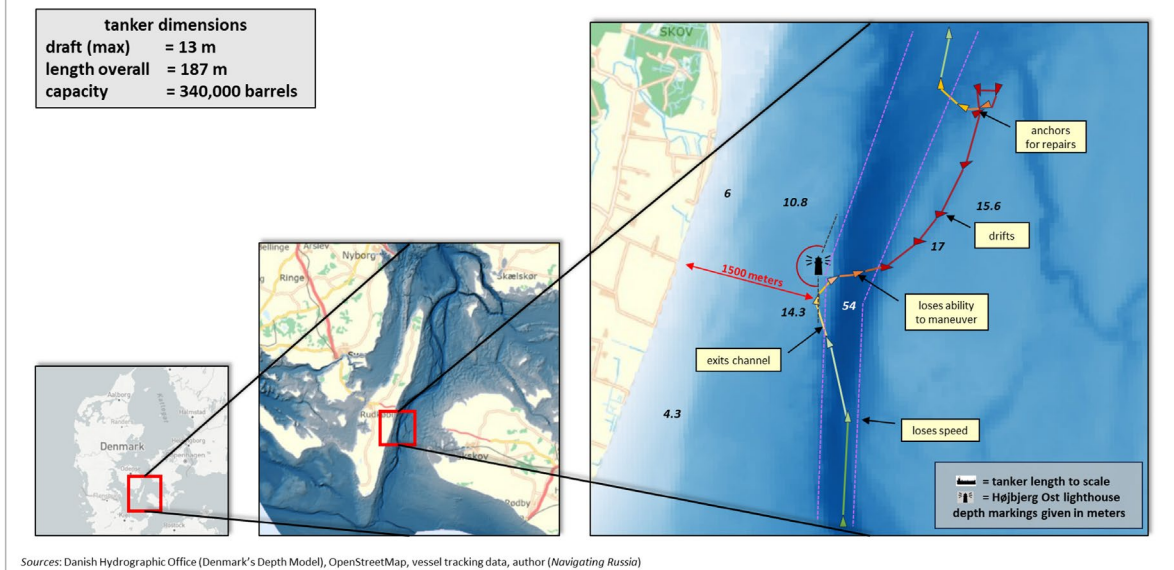 tanker dimensions
draft (max) = 13 m
length overall = 187 m
capacity = 340,000 barrels
Aalborg
Kattegat
Halmstad
Denmark
Nyborg
Ringe
Skælskør
Rødby
SKOV
anchors
for repairs
6
10.8
15.6
drifts
17
1500 meters
14.3
54
loses ability
to maneuver
exits channel
4.3
loses speed
= tanker length to scale
= Højbjerg Ost lighthouse
depth markings given in meters
Sources: Danish Hydrographic Office (Denmark's Depth Model), OpenStreetMap, vessel tracking data, author (Navigating Russia)